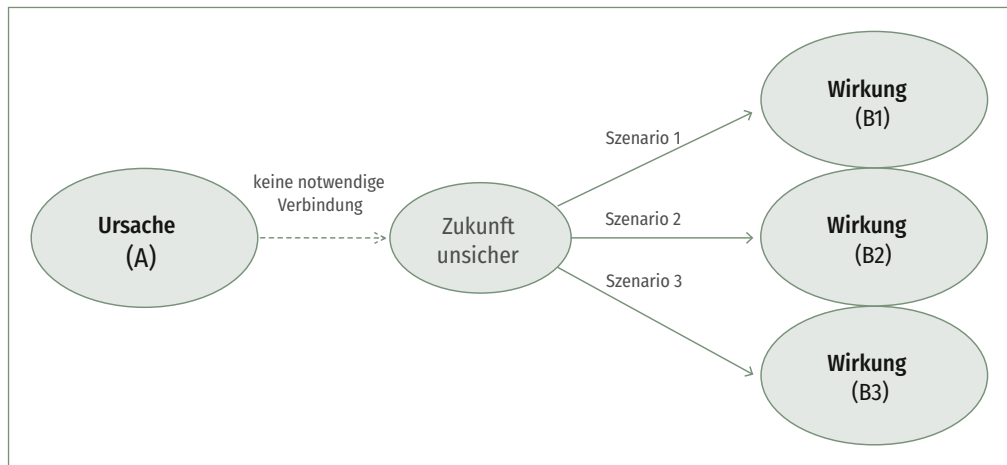 Ursache
(A)
keine notwendige
Verbindung
Zukunft
unsicher
Szenario 1
Szenario 2
Szenario 3
Wirkung
(B1)
Wirkung
(B2)
Wirkung
(B3)